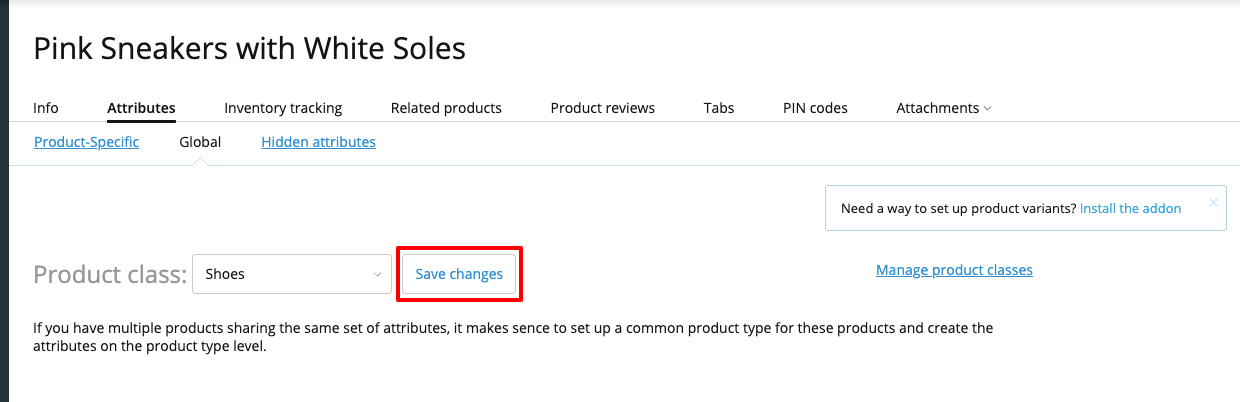 Pink Sneakers with White Soles
Info Attributes Inventory tracking Related products Product reviews Tabs PIN codes Attachments
Product-Specific Global Hidden attributes
Need a way to set up product variants? Install the addon
Product class: Shoes Save changes Manage product classes
If you have multiple products sharing the same set of attributes, it makes sence to set up a common product type for these products and create the
attributes on the product type level.